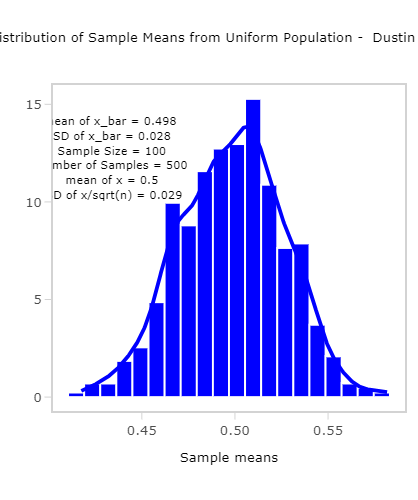 istribution of Sample Means from Uniform Population - Dustin
15
ean of x_bar = 0.498
SD of x_bar = 0.028
Sample Size = 100
mber of Samples = 500
mean of x = 0.5
D of x/sqrt(n) = 0.029
10
5
0
0.45 0.50 0.55
Sample means